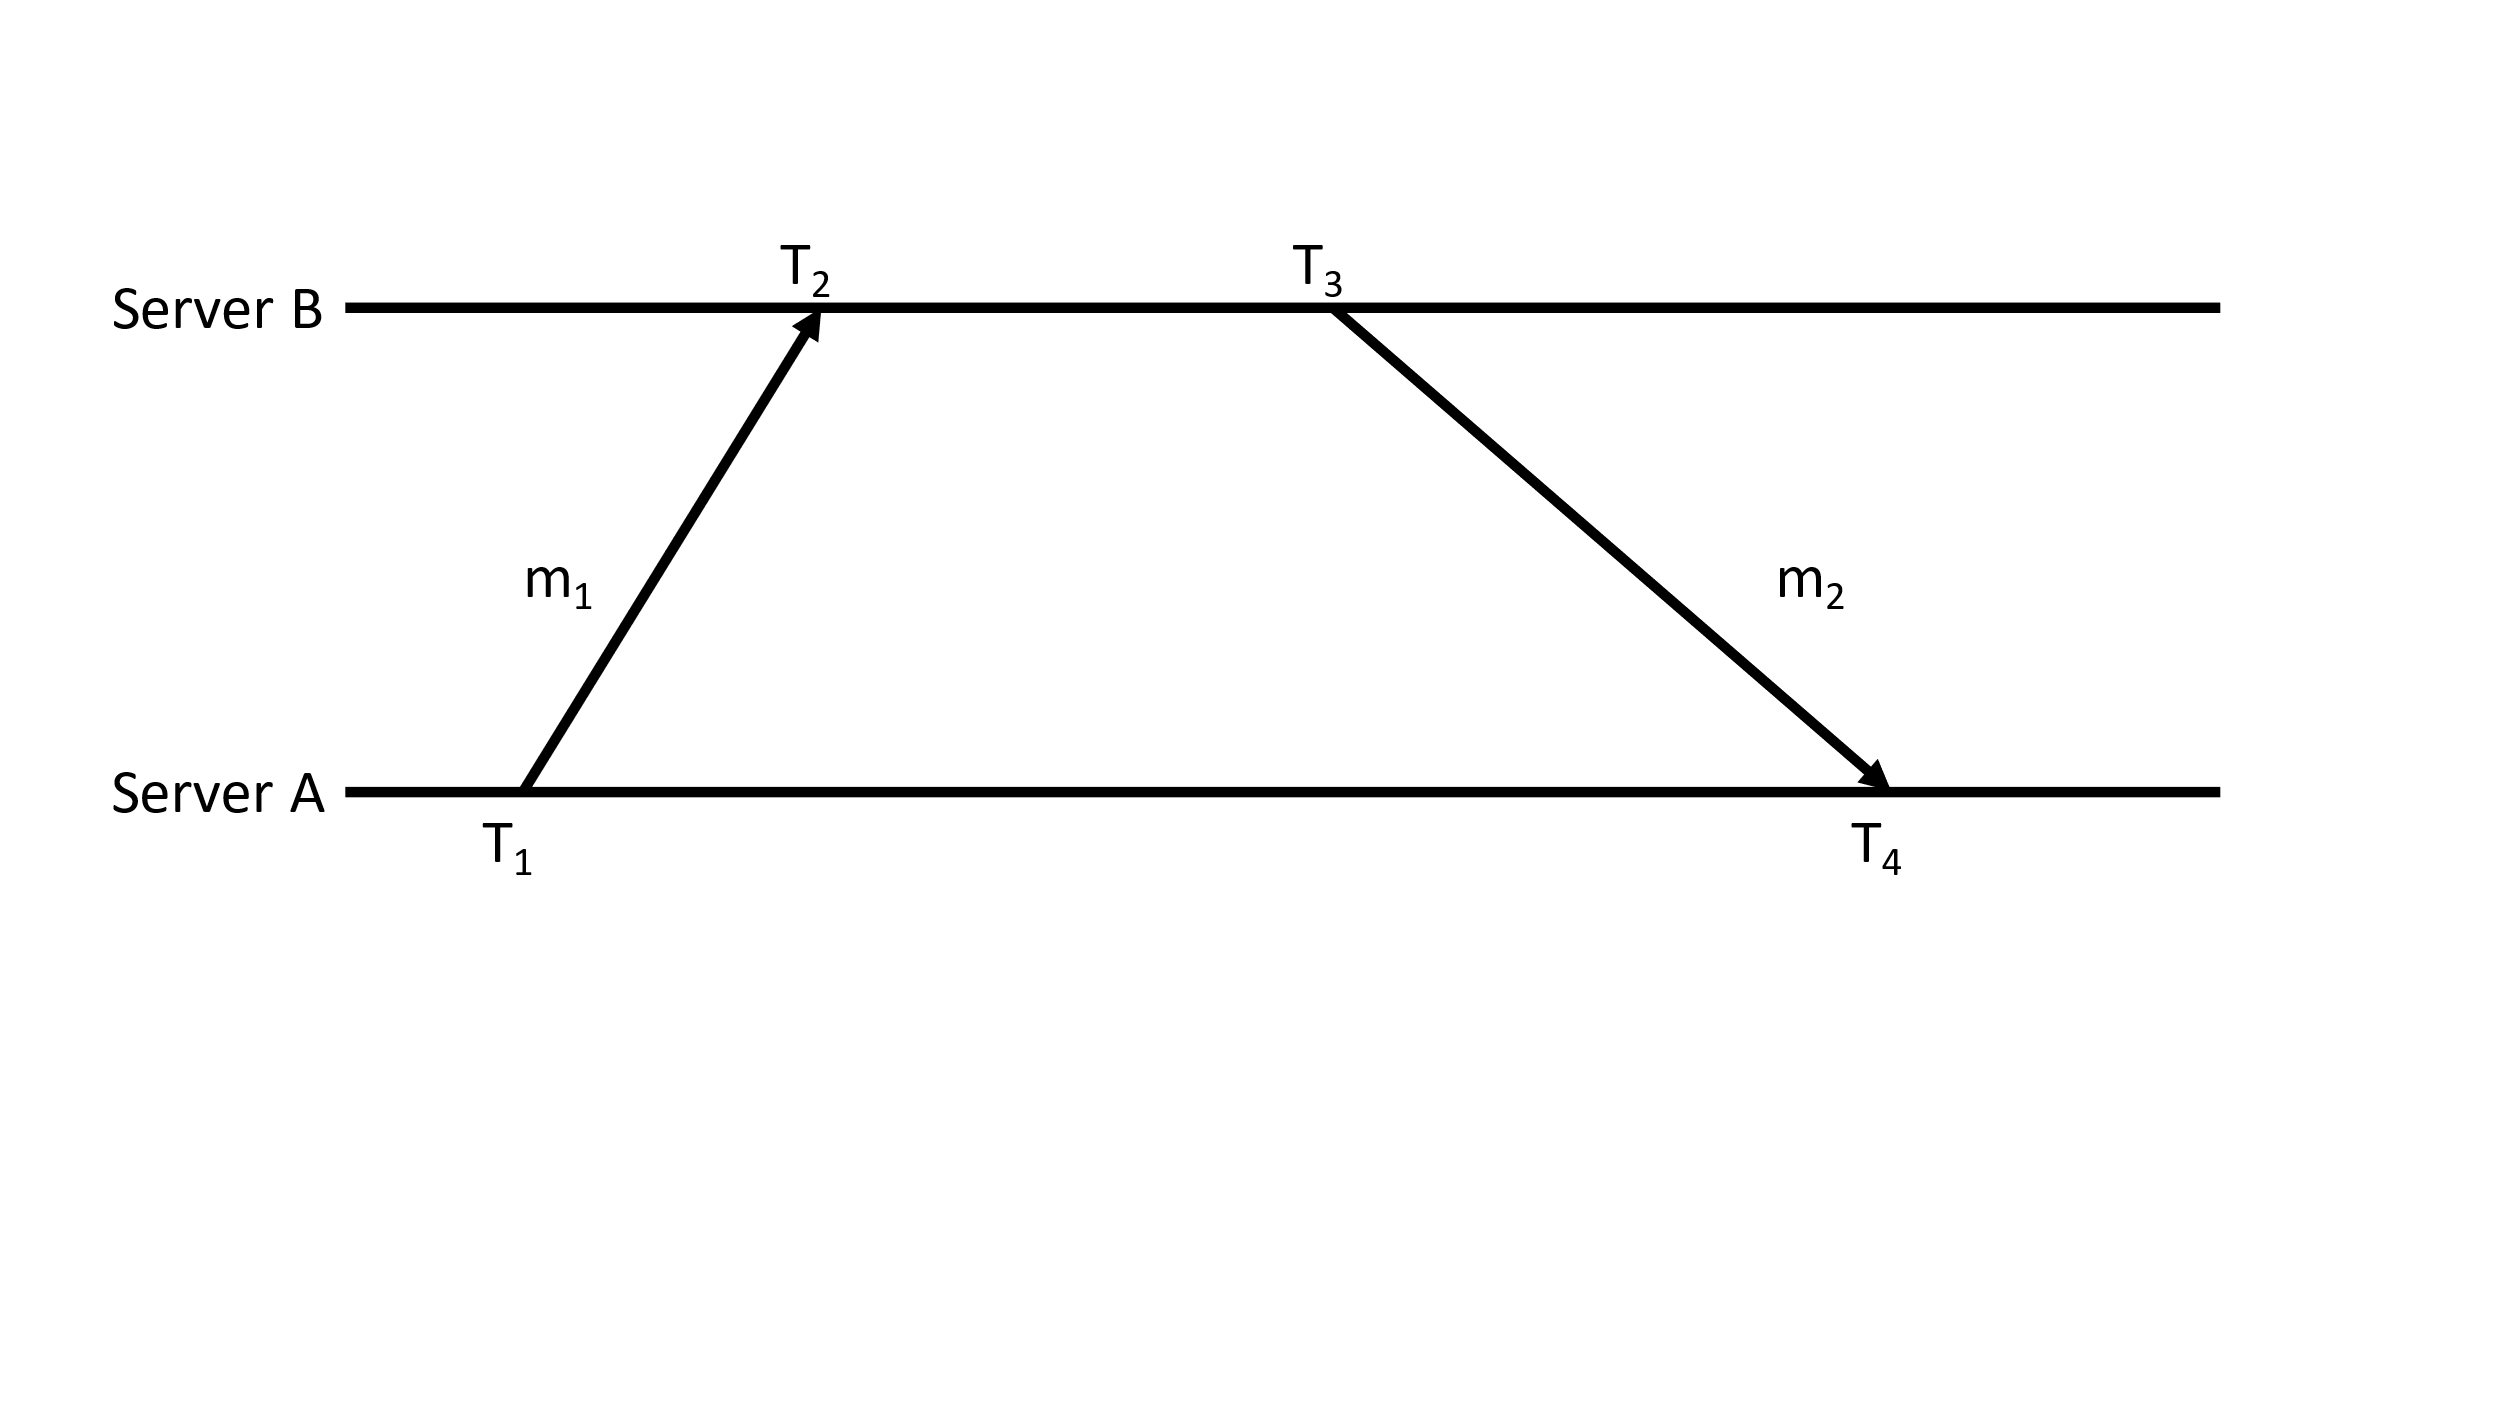 T₂ T₃
Server B
m₁ m₂
Server A
T₁ T₄